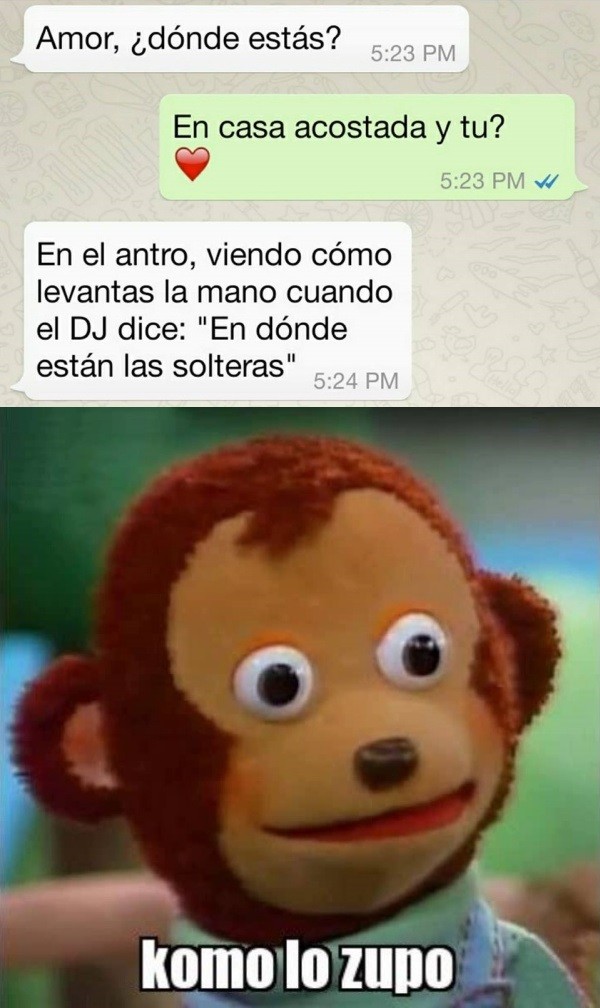 Amor, ¿dónde estás?
5:23 PM
En casa acostada y tu?
❤️
5:23 PM
En el antro, viendo cómo
levantas la mano cuando
el DJ dice: "En dónde
están las solteras"
5:24 PM
komo lo zupo